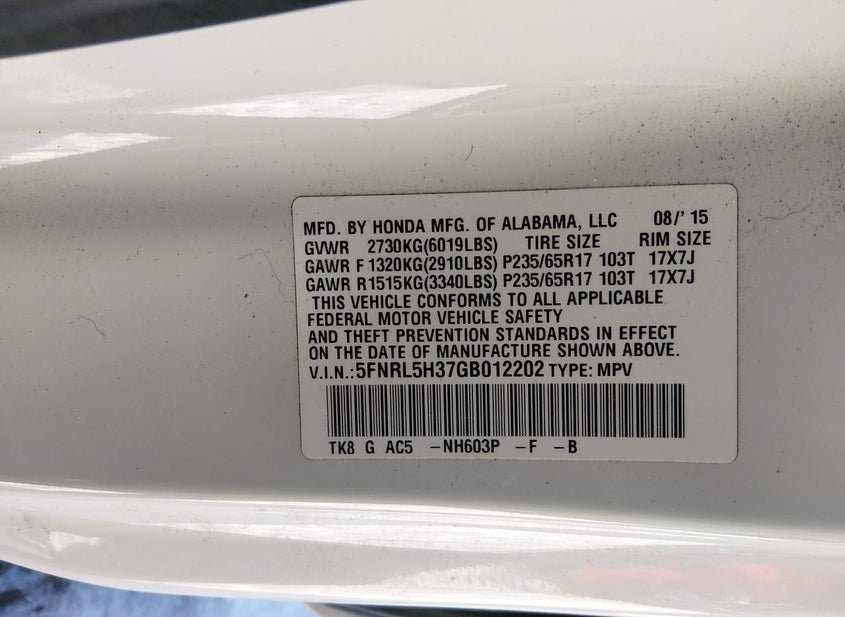 MFD. BY HONDA MFG. OF ALABAMA, LLC 08/'15
GVWR 2730KG(6019LBS) TIRE SIZE RIM SIZE
GAWR F 1320KG(2910LBS) P235/65R17 103T 17X7J
GAWR R1515KG(3340LBS) P235/65R17 103T 17X7J
THIS VEHICLE CONFORMS TO ALL APPLICABLE
FEDERAL MOTOR VEHICLE SAFETY
AND THEFT PREVENTION STANDARDS IN EFFECT
ON THE DATE OF MANUFACTURE SHOWN ABOVE.
V.I.N.:5FNRL5H37GB012202 TYPE: MPV
TK8 G AC5 -NH603P -F -B